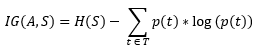 IG(A,S) = H(S) − ∑ t∈T p(t) * log (p(t))